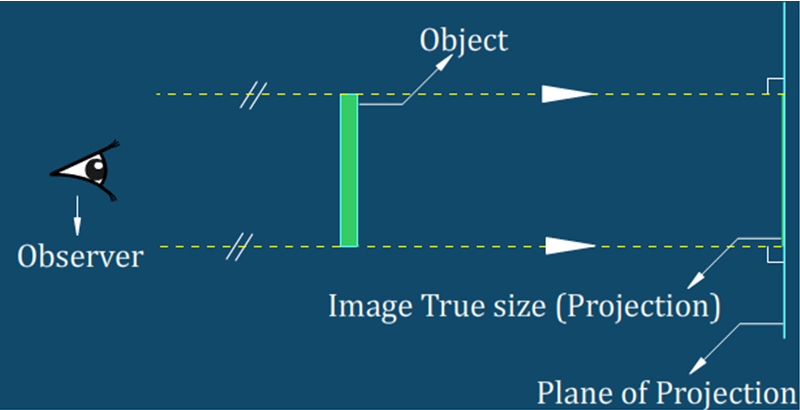 Object
Observer
Image True size (Projection)
Plane of Projection